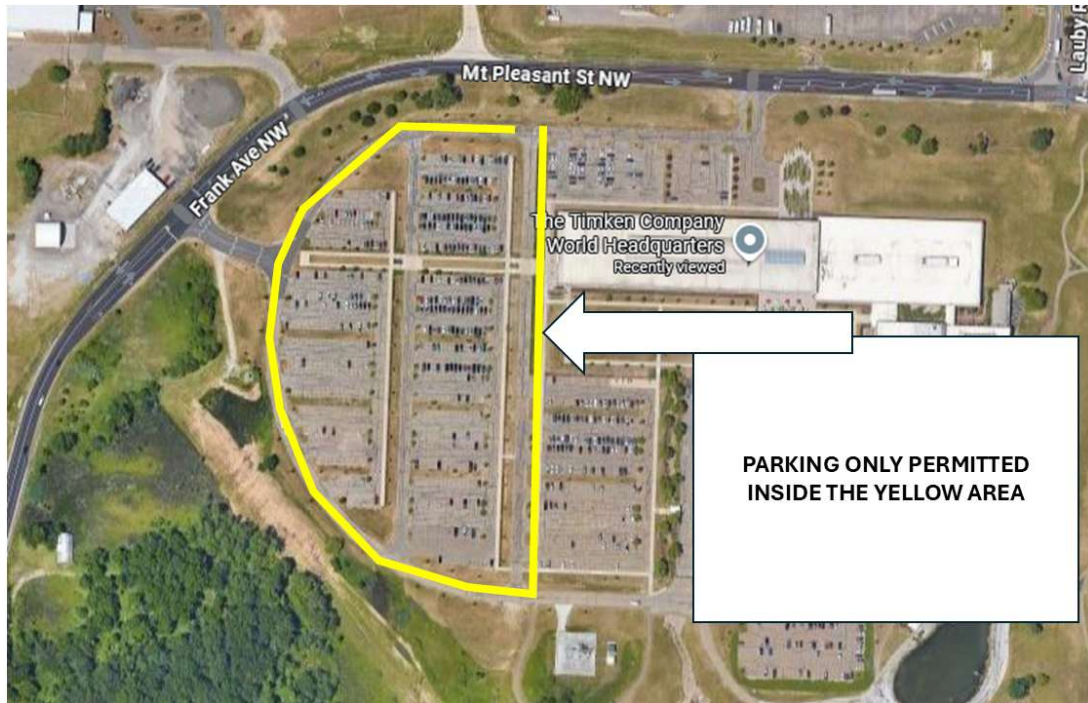 Mt Pleasant St NW
Frank Ave NW
The Timken Company
World Headquarters
Recently viewed
PARKING ONLY PERMITTED
INSIDE THE YELLOW AREA